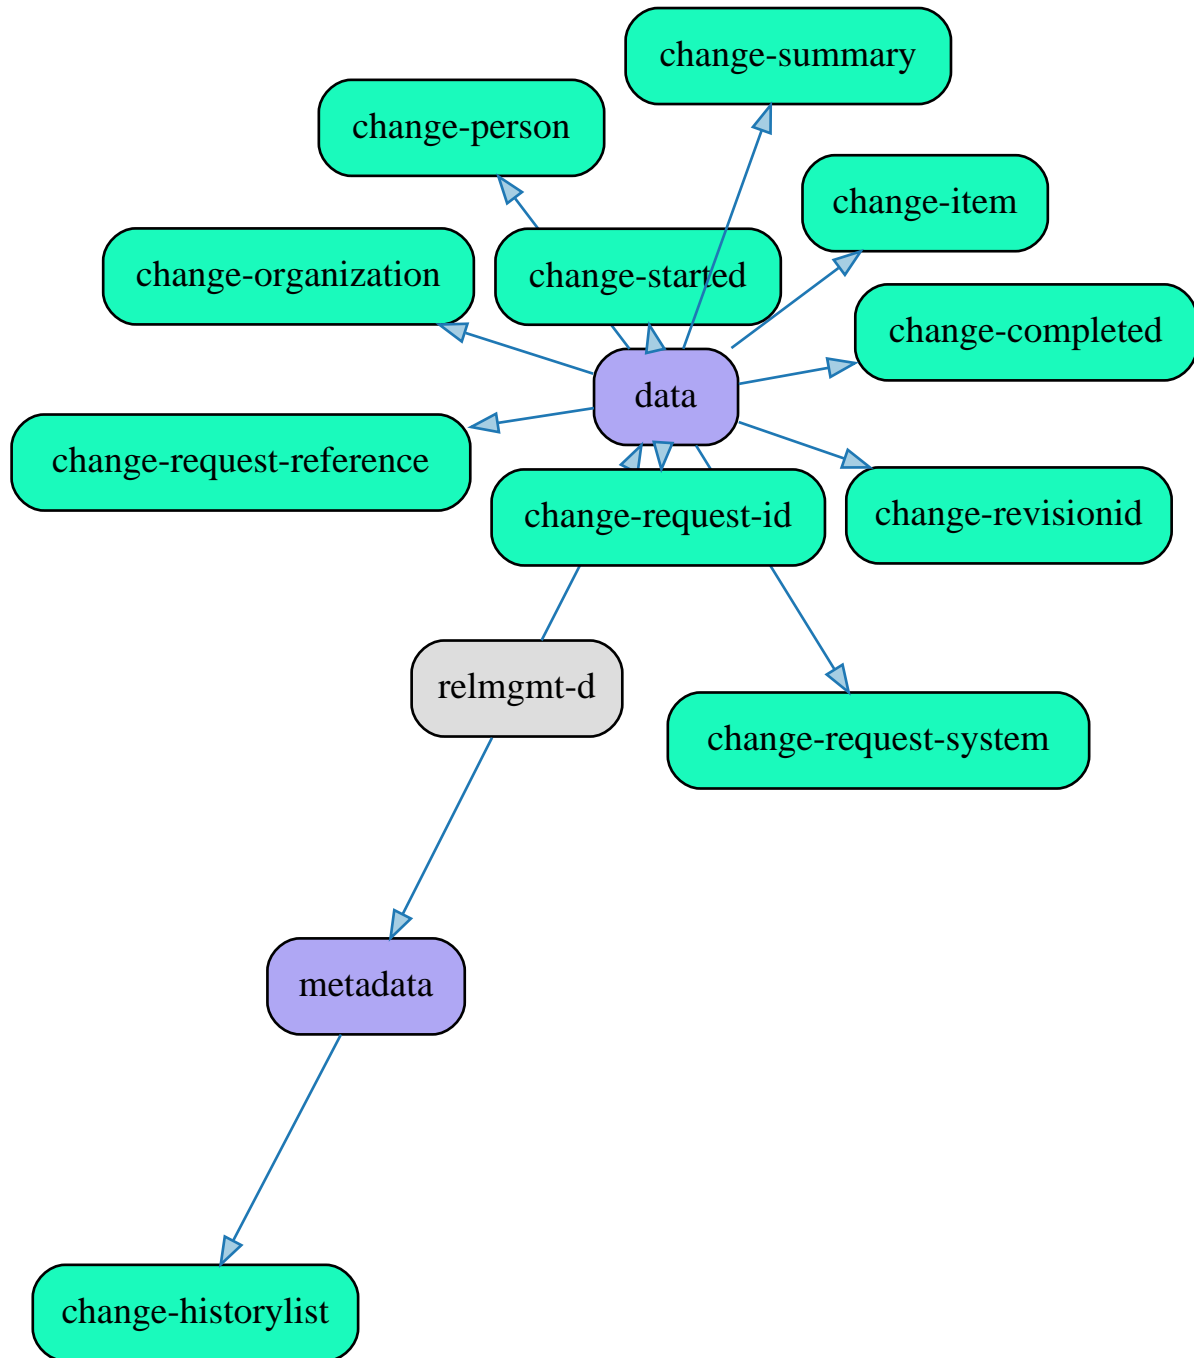 change-summary
change-person
change-item
change-organization
change-started
change-completed
data
change-request-reference
change-request-id
change-revisionid
relmgmt-d
change-request-system
metadata
change-historylist